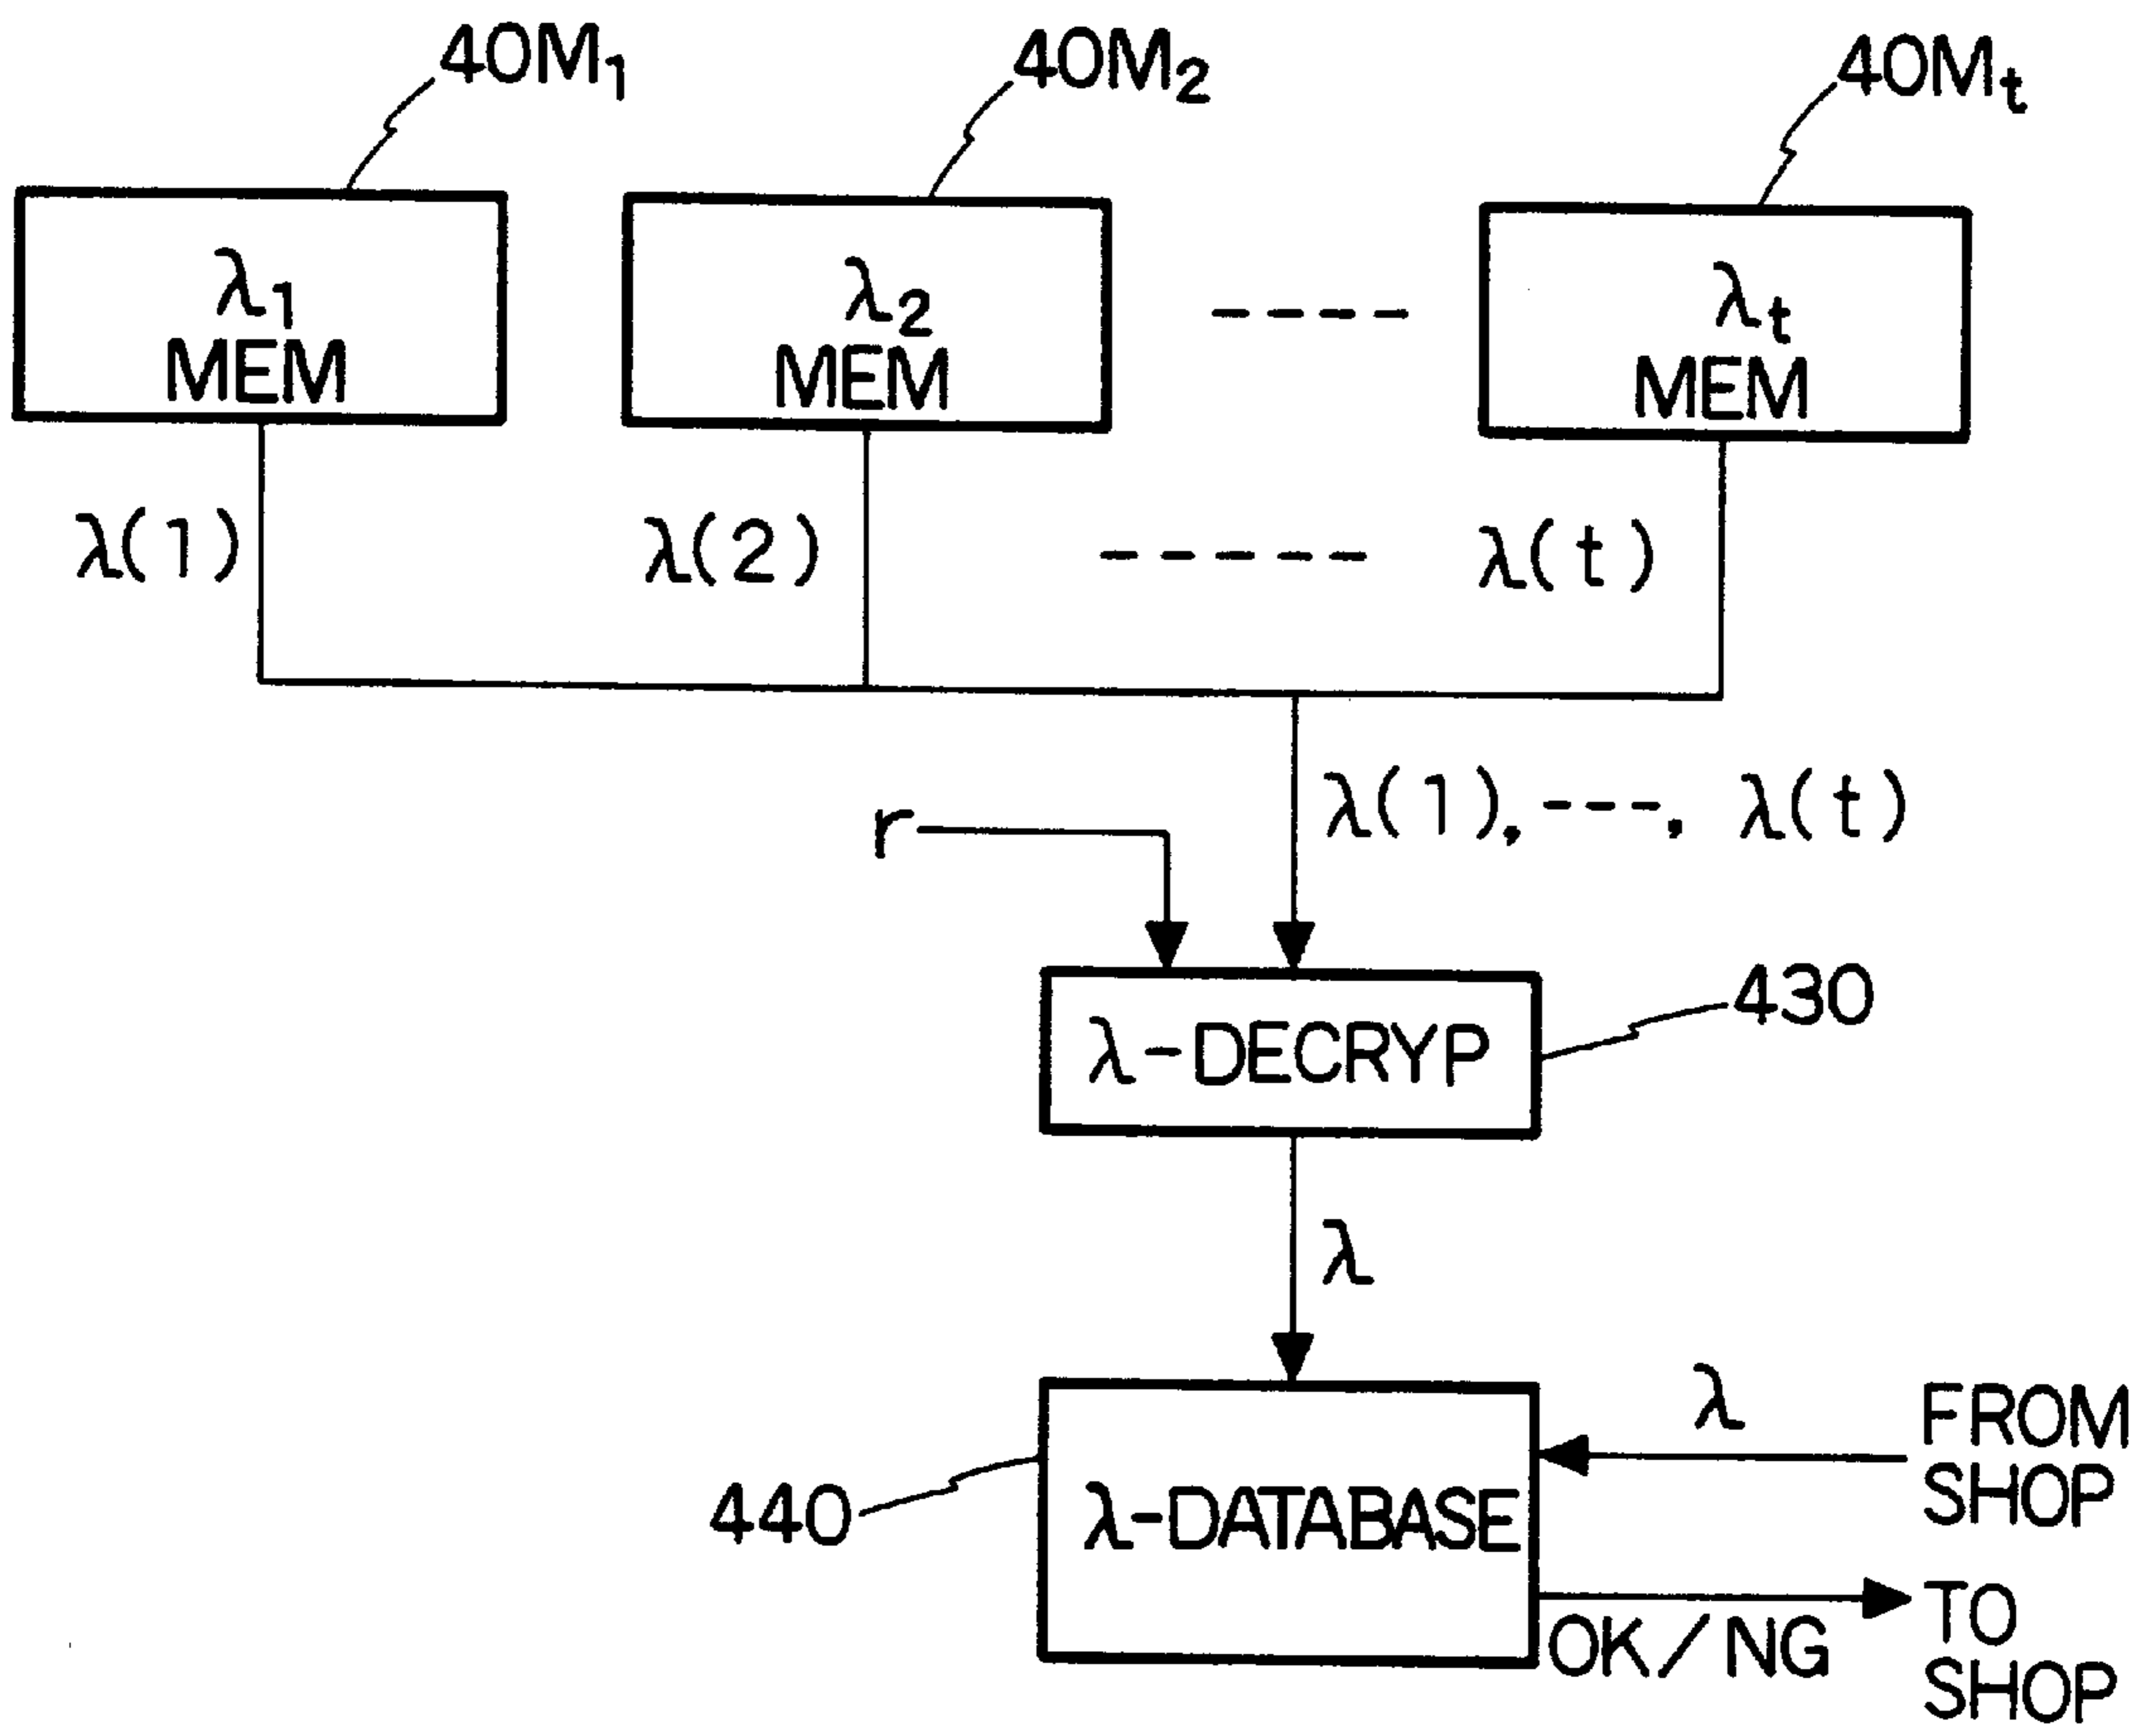 40M₁
40M₂
40Mₜ
λ₁
MEM
λ₂
MEM
----
λₜ
MEM
λ(1)
λ(2)
-----
λ(t)
λ(1),---, λ(t)
r
λ-DECRYP
430
λ
λ
FROM
SHOP
440
λ-DATABASE
OK/NG
TO
SHOP